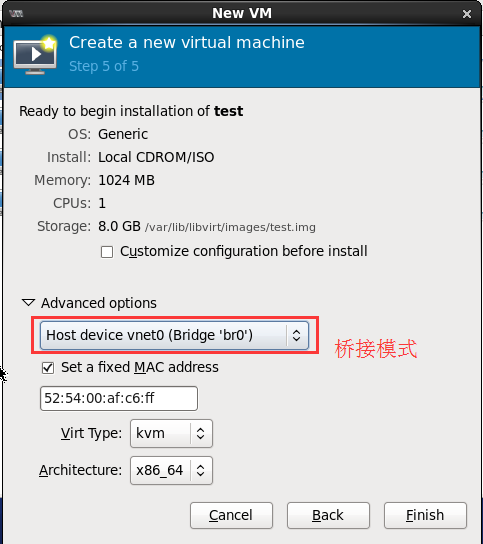 New VM
Create a new virtual machine
Step 5 of 5
Ready to begin installation of test
OS: Generic
Install: Local CDROM/ISO
Memory: 1024 MB
CPUs: 1
Storage: 8.0 GB /var/lib/libvirt/images/test.img
Customize configuration before install
Advanced options
Host device vnet0 (Bridge 'br0')
桥接模式
Set a fixed MAC address
52:54:00:af:c6:ff
Virt Type: kvm
Architecture: x86_64
Cancel Back Finish